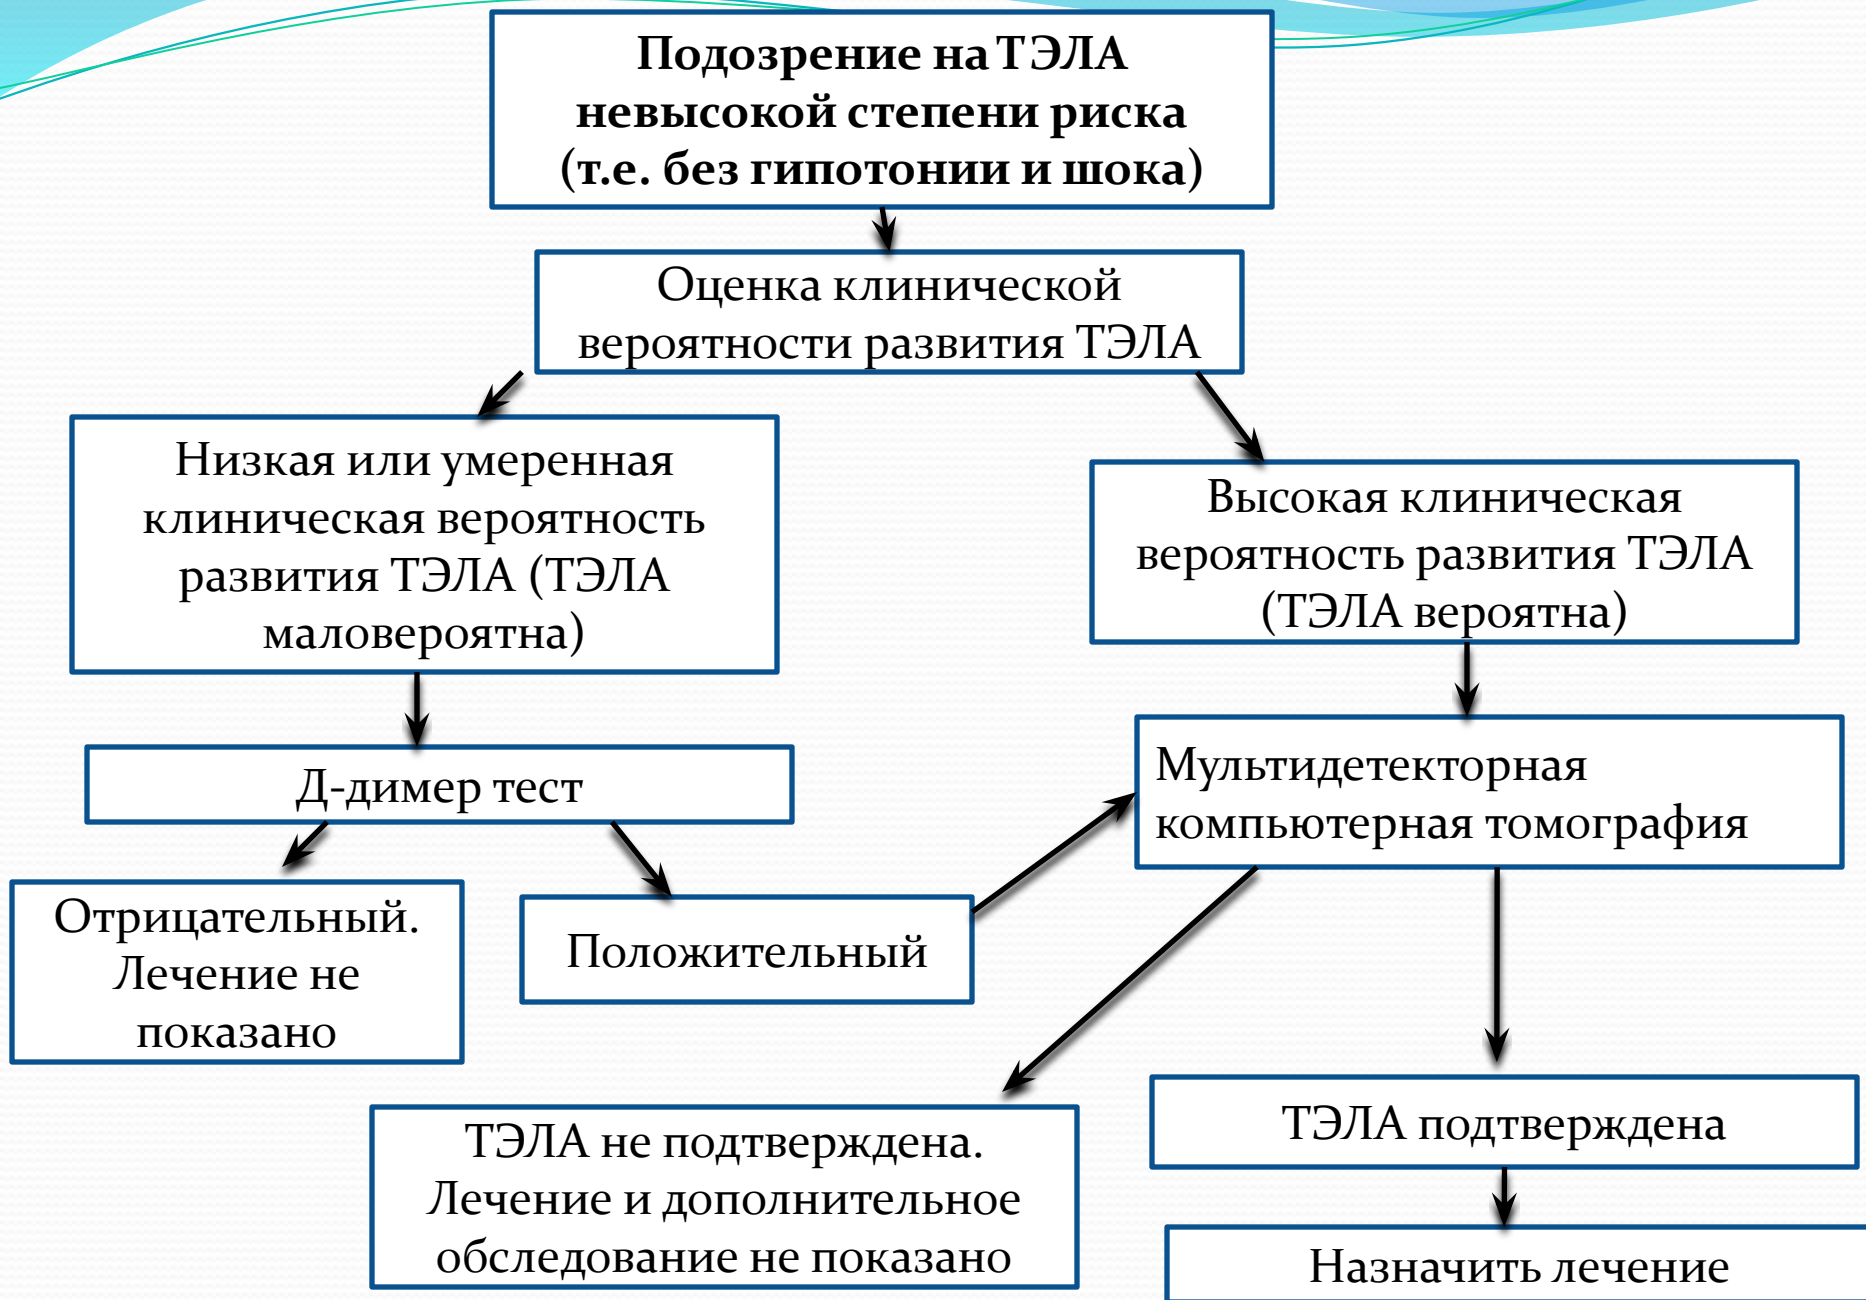 Подозрение на ТЭЛА
невысокой степени риска
(т.е. без гипотонии и шока)
Оценка клинической
вероятности развития ТЭЛА
Низкая или умеренная
клиническая вероятность
развития ТЭЛА (ТЭЛА
маловероятна)
Высокая клиническая
вероятность развития ТЭЛА
(ТЭЛА вероятна)
Д-димер тест
Мультидетекторная
компьютерная томография
Отрицательный.
Лечение не
показано
Положительный
ТЭЛА не подтверждена.
Лечение и дополнительное
обследование не показано
ТЭЛА подтверждена
Назначить лечение